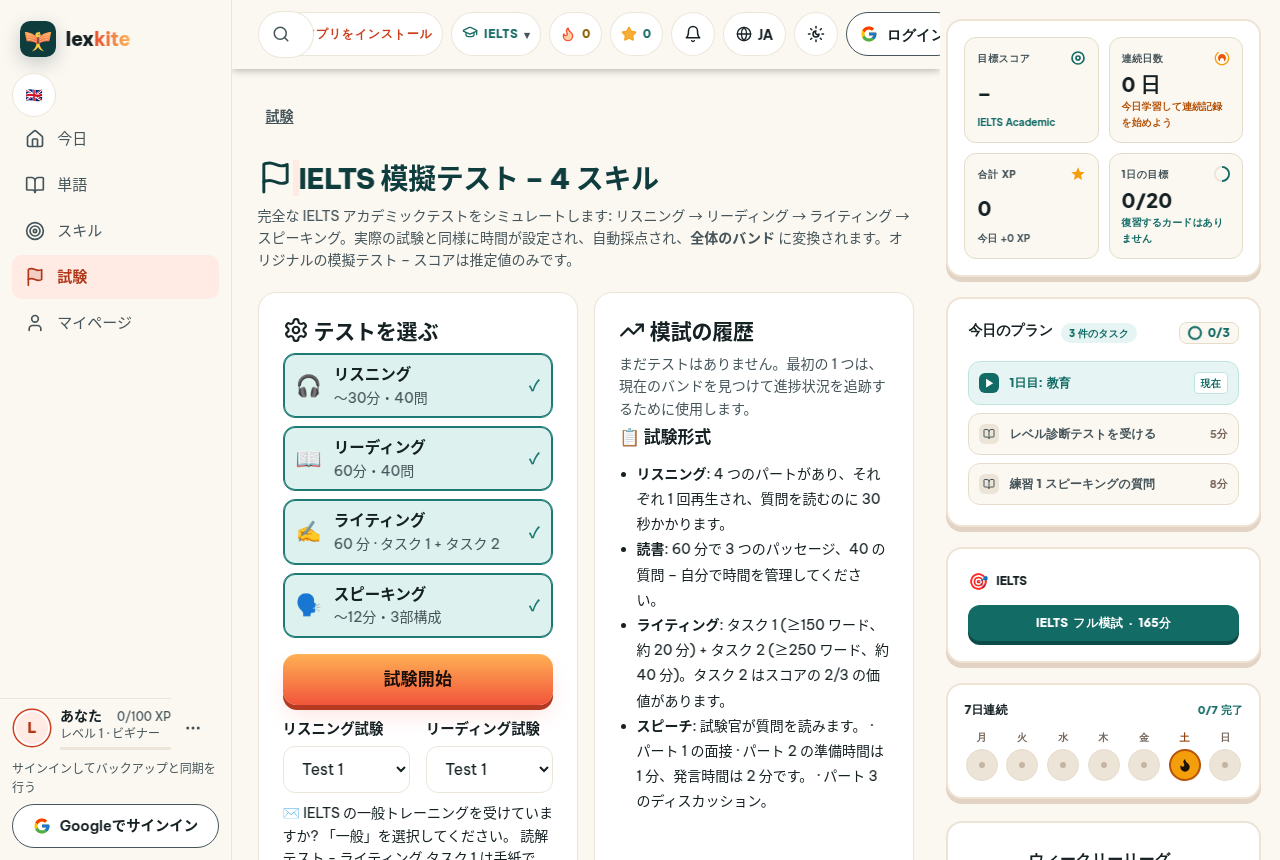 lexkite
今日
単語
スキル
試験
マイページ
L
あなた 0/100 XP
レベル 1 · ビギナー
サインインしてバックアップと同期を
行う
Googleでサインイン
プリをインストール
IELTS ▾
0
0
JA
ログイン
試験
IELTS 模擬テスト – 4 スキル
完全な IELTS アカデミックテストをシミュレートします: リスニング → リーディング → ライティング →
スピーキング。実際の試験と同様に時間が設定され、自動採点され、全体のバンド に変換されます。オ
リジナルの模擬テスト – スコアは推定値のみです。
テストを選ぶ
リスニング
〜30分・40問
✓
リーディング
60分・40問
✓
ライティング
60 分 · タスク 1 + タスク 2
✓
スピーキング
〜12分・3部構成
✓
試験開始
リスニング試験
Test 1
リーディング試験
Test 1
IELTS の一般トレーニングを受けていま
すか? 「一般」を選択してください。 読解
テスト – ライティング タスク 1 は手紙で
模試の履歴
まだテストはありません。最初の 1 つは、
現在のバンドを見つけて進捗状況を追跡す
るために使用します。
試験形式
リスニング: 4 つのパートがあり、それ
ぞれ 1 回再生され、質問を読むのに 30
秒かかります。
読書: 60 分で 3 つのパッセージ、40 の
質問 – 自分で時間を管理してくださ
い。
ライティング: タスク 1 (≥150 ワード、
約 20 分) + タスク 2 (≥250 ワード、約
40 分)。タスク 2 はスコアの 2/3 の価
値があります。
スピーチ: 試験官が質問を読みます。 ·
パート 1 の面接 · パート 2 の準備時間は
1 分、発言時間は 2 分です。 · パート 3
のディスカッション。
目標スコア
–
IELTS Academic
連続日数
0 日
今日学習して連続記録
を始めよう
合計 XP
0
今日 +0 XP
1日の目標
0/20
復習するカードはあり
ません
今日のプラン
3 件のタスク
0/3
1日目: 教育
現在
レベル診断テストを受ける
5分
練習 1 スピーキングの質問
8分
IELTS
IELTS フル模試 · 165分
7日連続
0/7 完了
月 火 水 木 金 土 日
ウィークリーリーグ